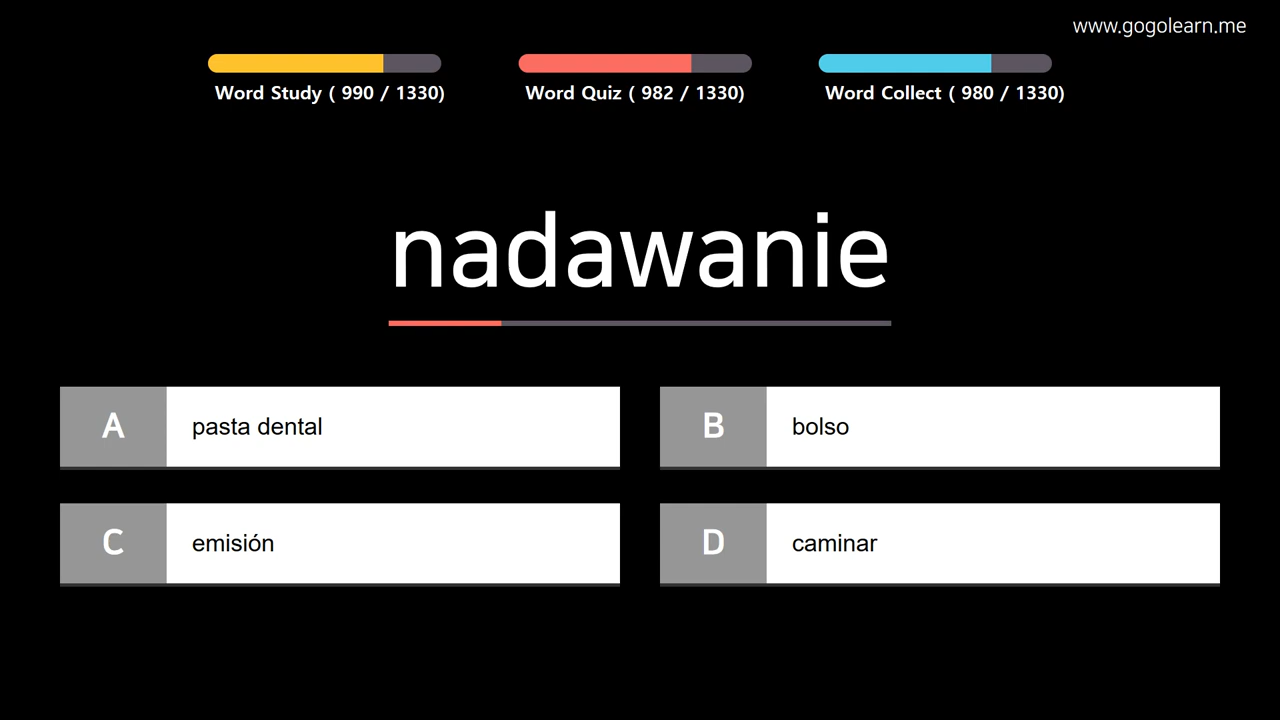 www.gogolearn.me
Word Study ( 990 / 1330)
Word Quiz ( 982 / 1330)
Word Collect ( 980 / 1330)
nadawanie
A pasta dental
B bolso
C emisión
D caminar